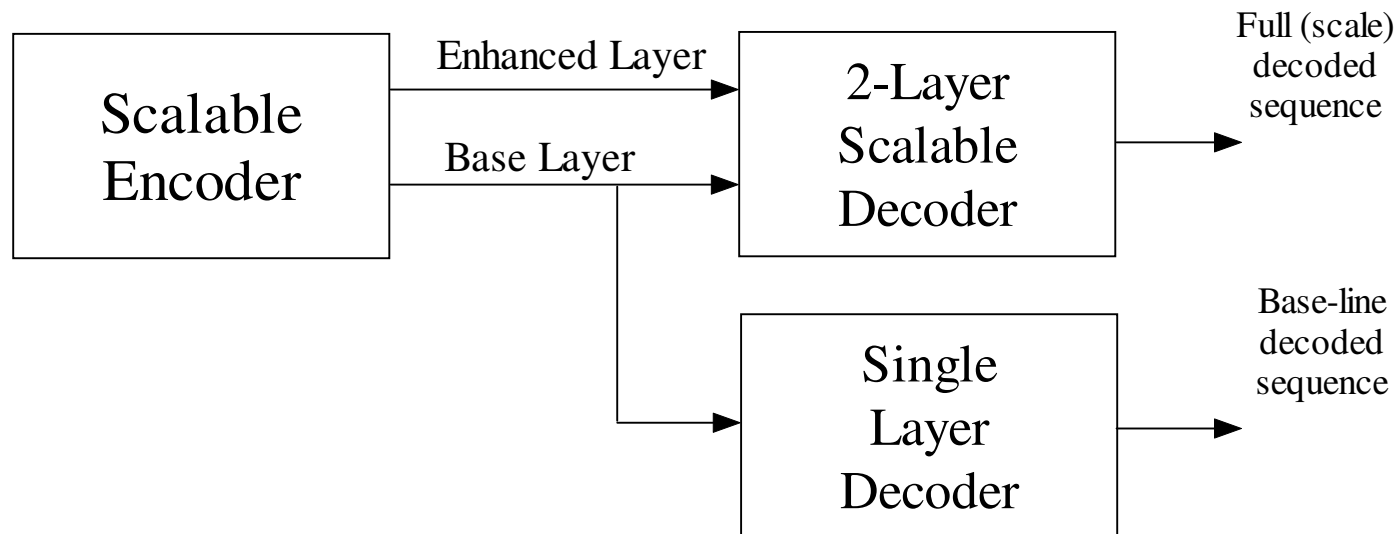 Scalable
Encoder
Enhanced Layer
Base Layer
2-Layer
Scalable
Decoder
Full (scale)
decoded
sequence
Single
Layer
Decoder
Base-line
decoded
sequence